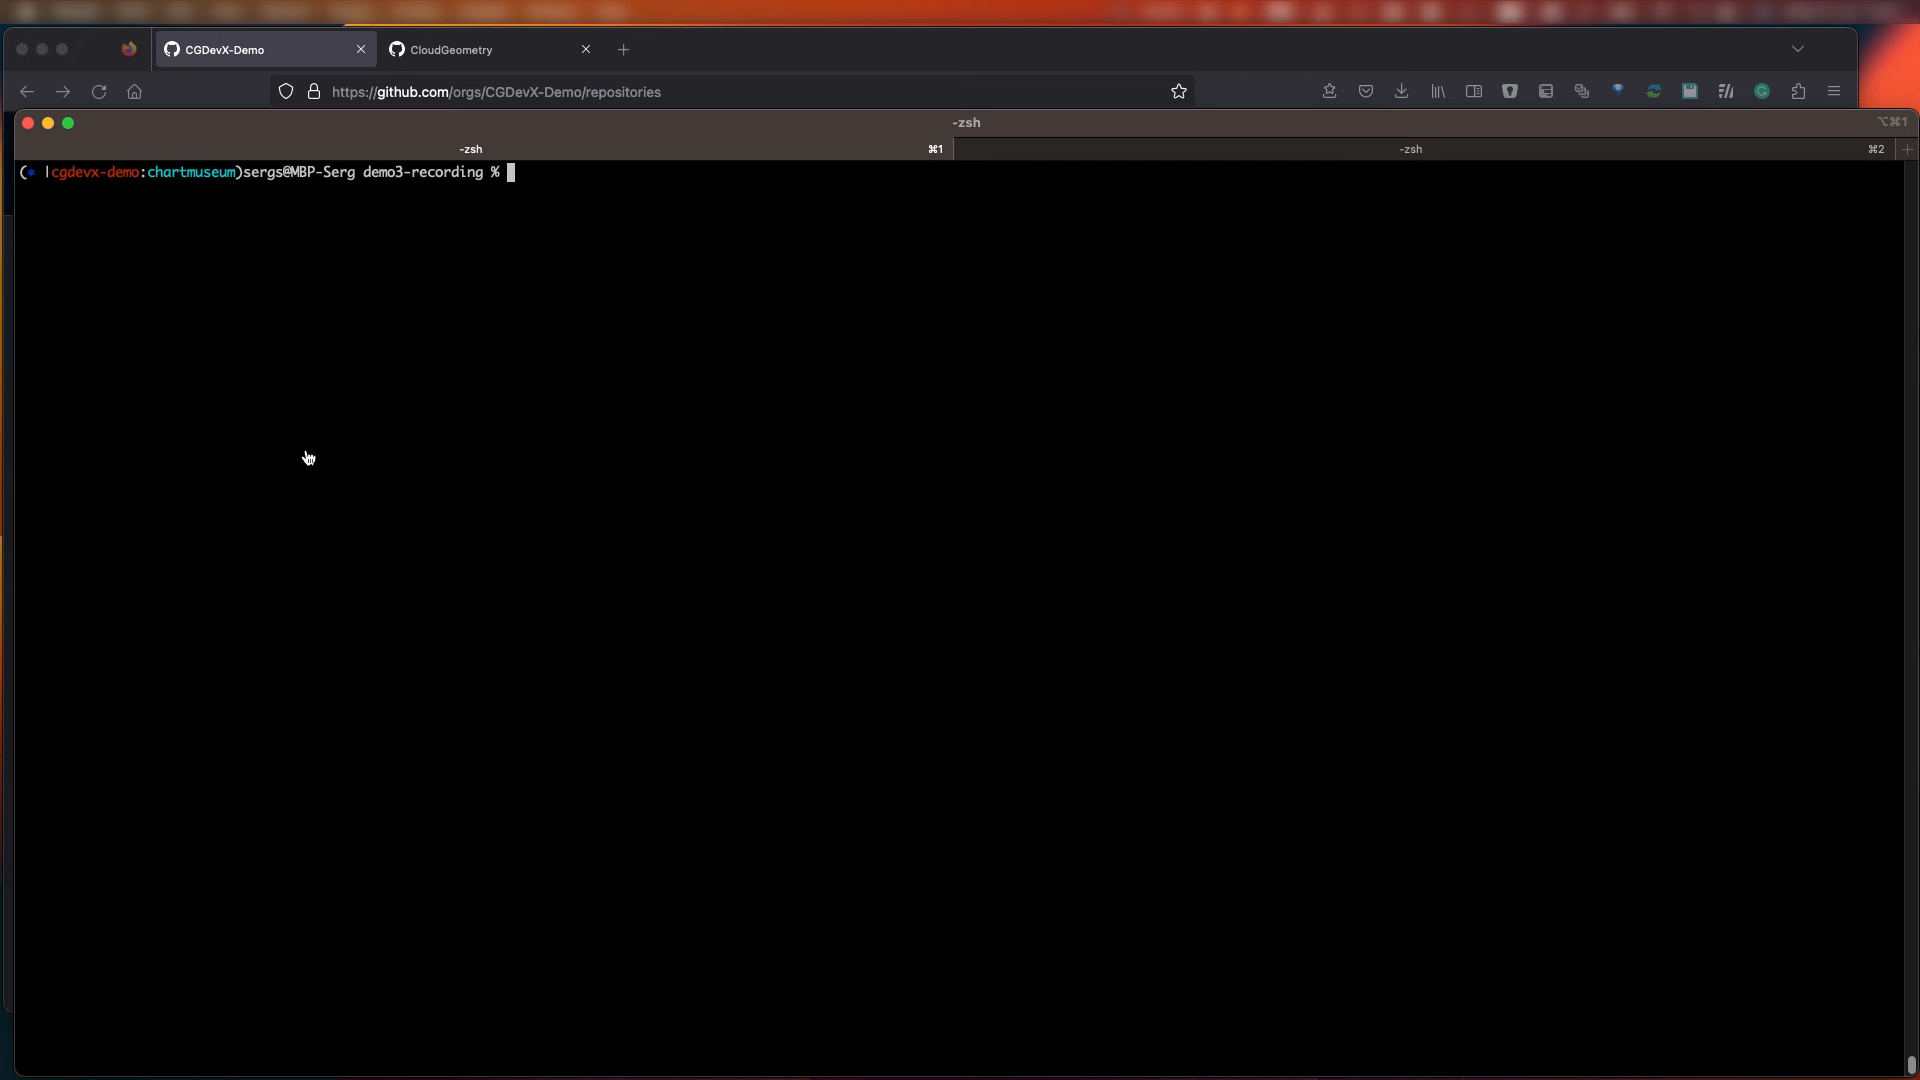 CGDevX-Demo
CloudGeometry
https://github.com/orgs/CGDevX-Demo/repositories
-zsh
⌥⌘1
-zsh ⌘1
-zsh ⌘2
(* |cgdevx-demo:chartmuseum)sergs@MBP-Serg demo3-recording %